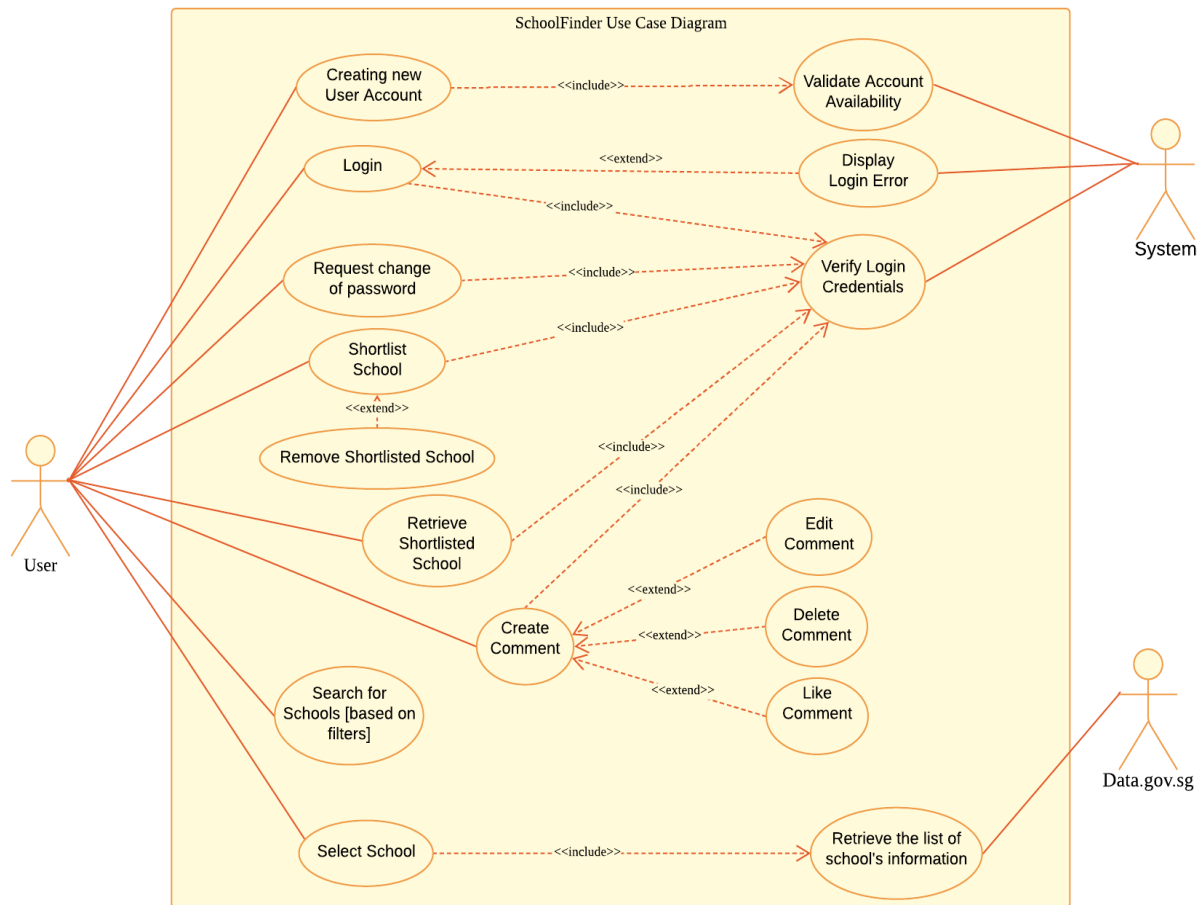 SchoolFinder Use Case Diagram
Creating new
User Account
<<include>>
Validate Account
Availability
Login
<<extend>>
Display
Login Error
<<include>>
System
Request change
of password
<<include>>
Verify Login
Credentials
Shortlist
School
<<include>>
<<extend>>
Remove Shortlisted School
<<include>>
<<include>>
Retrieve
Shortlisted
School
Edit
Comment
User
<<extend>>
Create
Comment
<<extend>>
Delete
Comment
<<extend>>
Like
Comment
Search for
Schools [based on
filters]
Data.gov.sg
Select School
<<include>>
Retrieve the list of
school's information